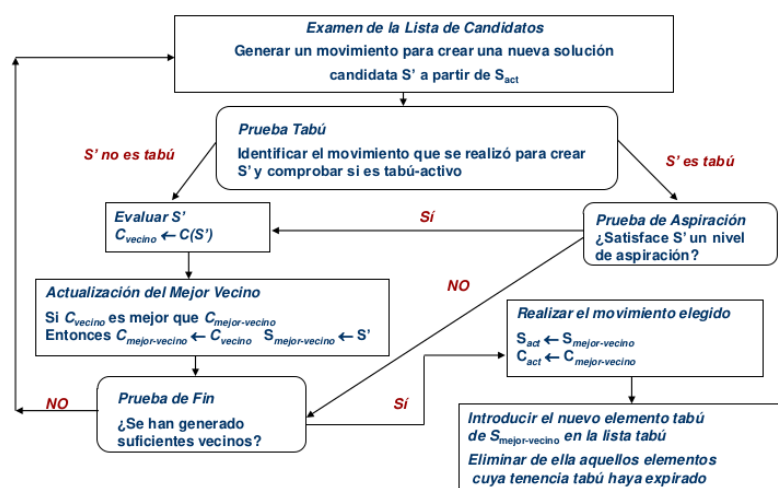 Examen de la Lista de Candidatos
Generar un movimiento para crear una nueva solución
candidata S' a partir de Sact
Prueba Tabú
Identificar el movimiento que se realizó para crear
S' y comprobar si es tabú-activo
S' no es tabú
S' es tabú
Evaluar S'
Cvecino ← C(S')
Sí
Prueba de Aspiración
¿Satisface S' un nivel
de aspiración?
NO
Actualización del Mejor Vecino
Si Cvecino es mejor que Cmejor-vecino
Entonces Cmejor-vecino ← Cvecino Smejor-vecino ← S'
Realizar el movimiento elegido
Sact ← Smejor-vecino
Cact ← Cmejor-vecino
NO
Prueba de Fin
¿Se han generado
suficientes vecinos?
Sí
Introducir el nuevo elemento tabú
de Smejor-vecino en la lista tabú
Eliminar de ella aquellos elementos
cuya tenencia tabú haya expirado